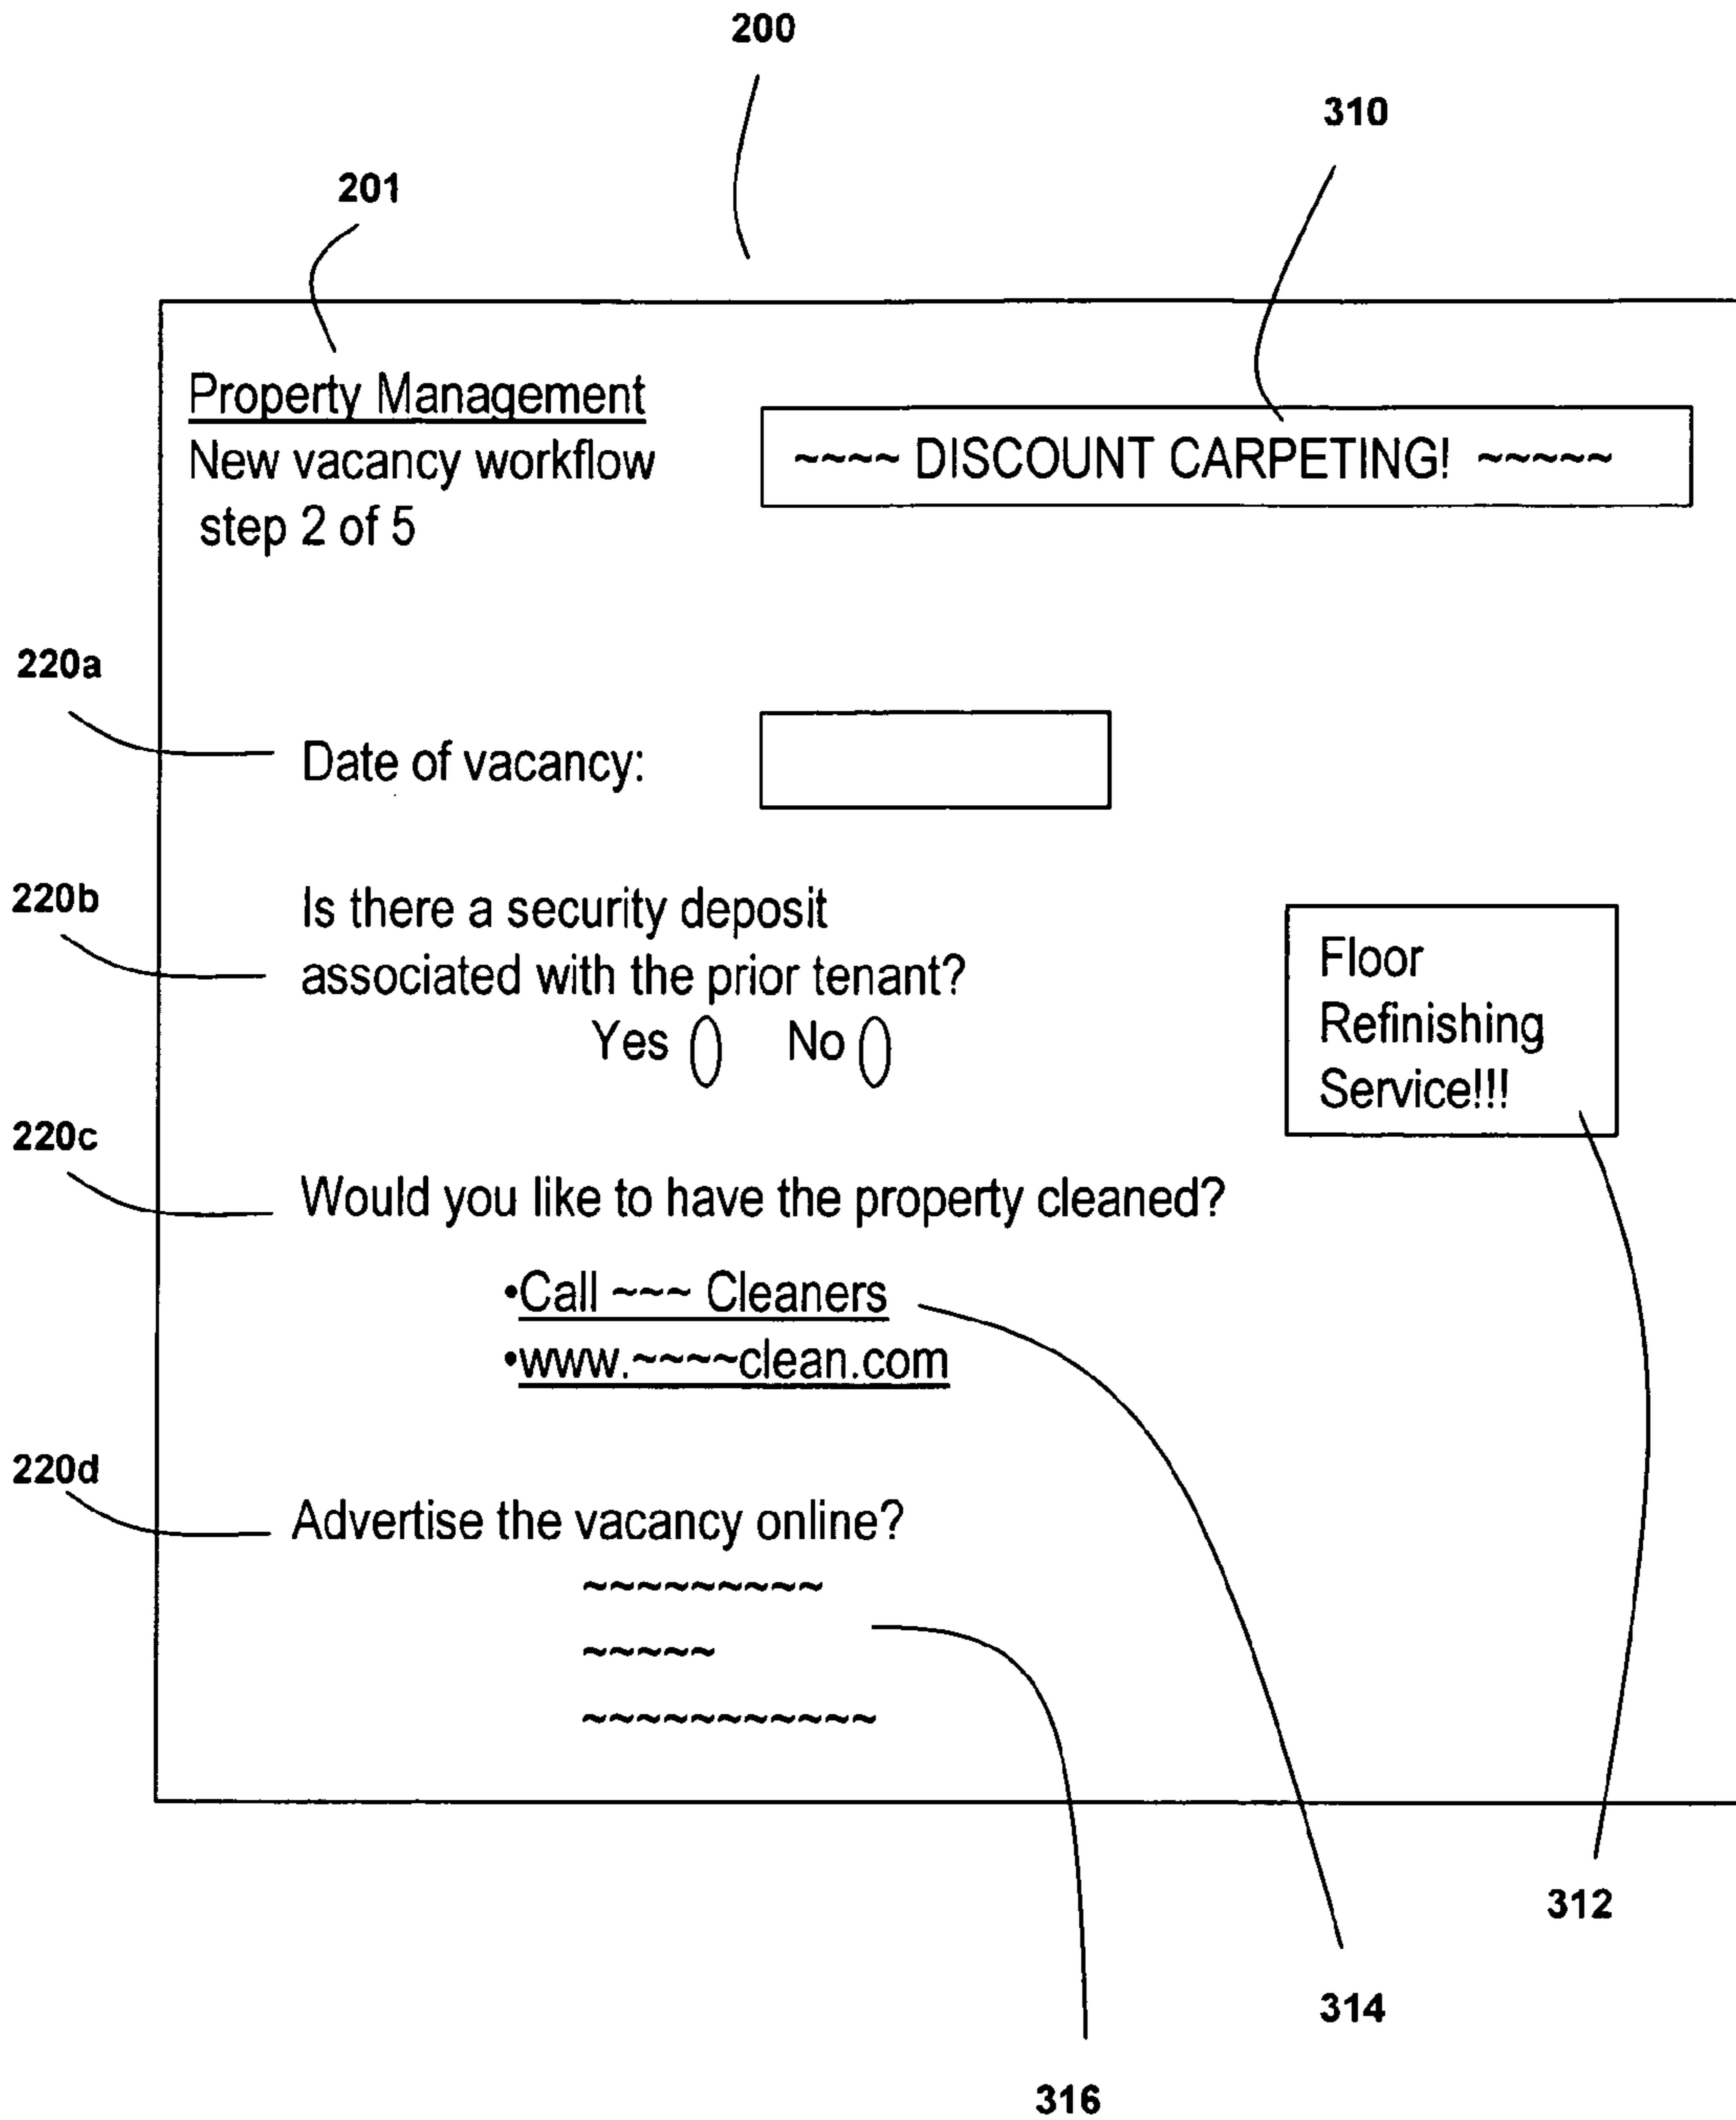 200
310
201
Property Management
New vacancy workflow
step 2 of 5
~~~~ DISCOUNT CARPETING! ~~~~~
220a
Date of vacancy:
220b
Is there a security deposit
associated with the prior tenant?
Yes No
Floor
Refinishing
Service!!!
220c
Would you like to have the property cleaned?
•Call ~~~ Cleaners
•www.~~~~clean.com
220d
Advertise the vacancy online?
~~~~~~~~~
~~~~~
~~~~~~~~~~~
312
314
316